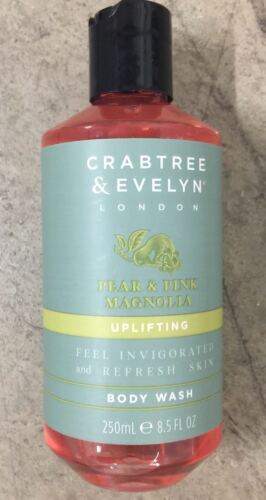 CRABTREE
& EVELYN®
LONDON
PEAR & PINK
MAGNOLIA
UPLIFTING
FEEL INVIGORATED
and REFRESH SKIN
BODY WASH
250mL ℮ 8.5 FL OZ